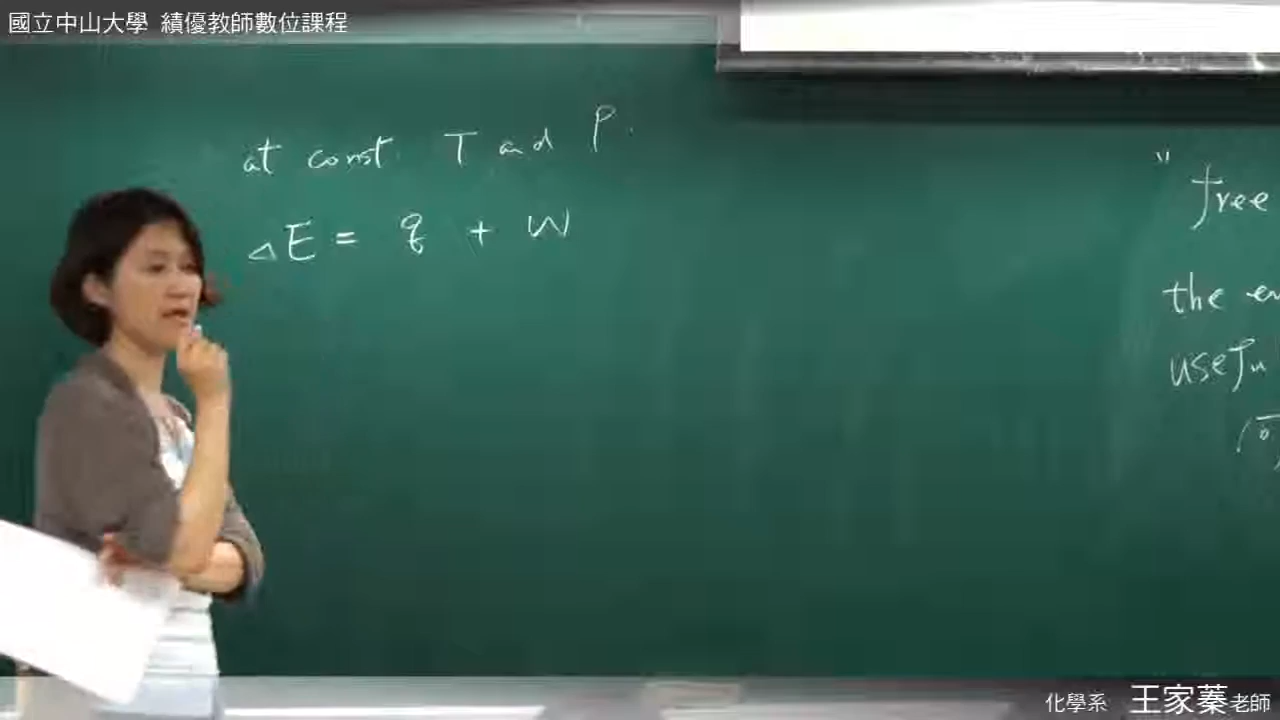 國立中山大學 績優教師數位課程
at const. T and P.
△E = q + w
" free
the
化學系 王家蓁老師